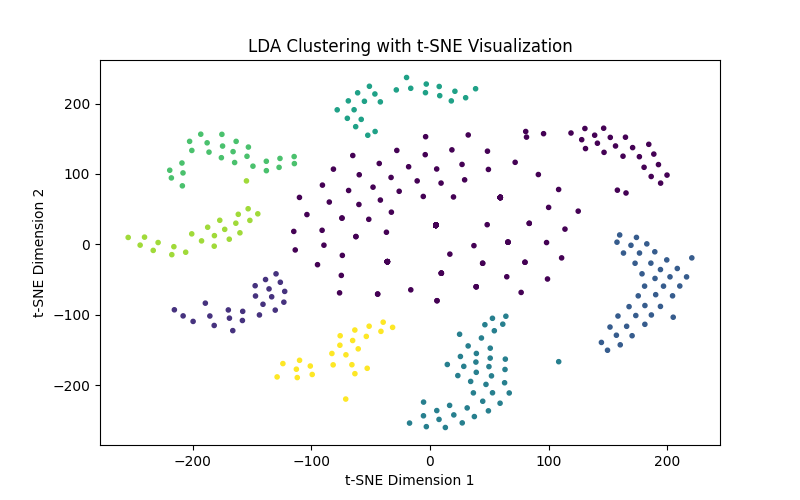 LDA Clustering with t-SNE Visualization
200
100
0
−100
−200
t-SNE Dimension 2
−200 −100 0 100 200
t-SNE Dimension 1